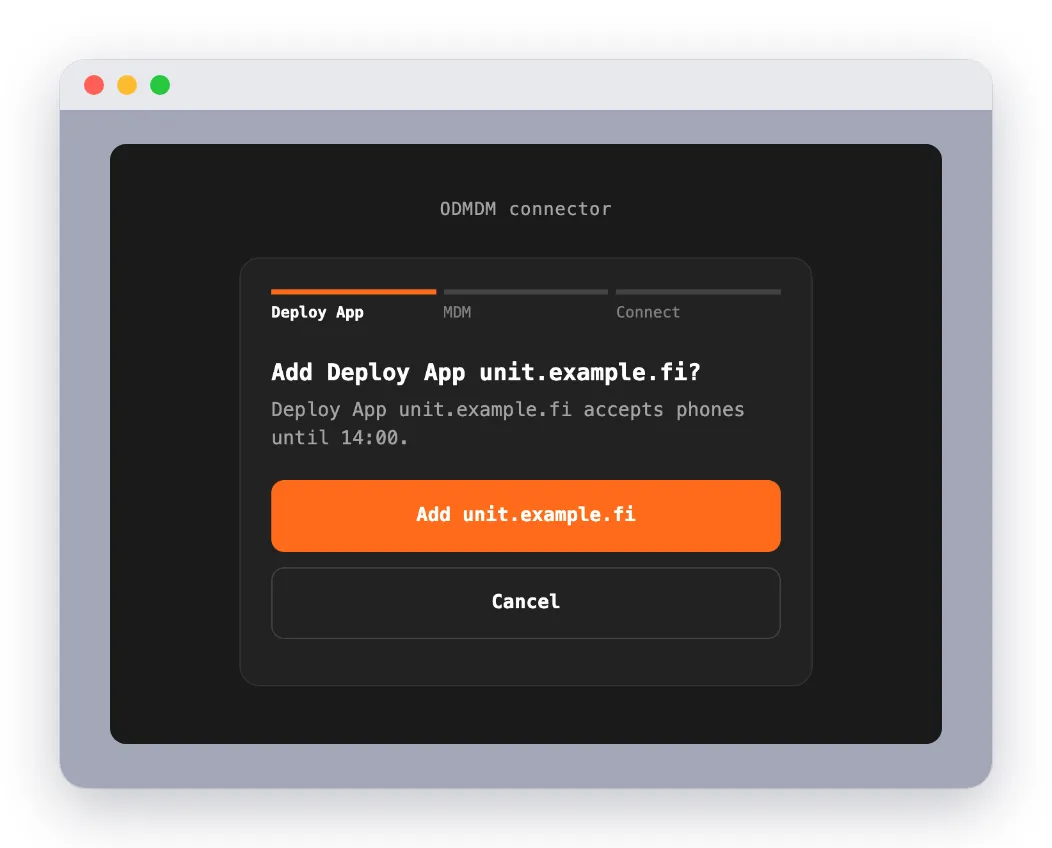 ODMDM connector
Deploy App
MDM
Connect
Add Deploy App unit.example.fi?
Deploy App unit.example.fi accepts phones
until 14:00.
Add unit.example.fi
Cancel